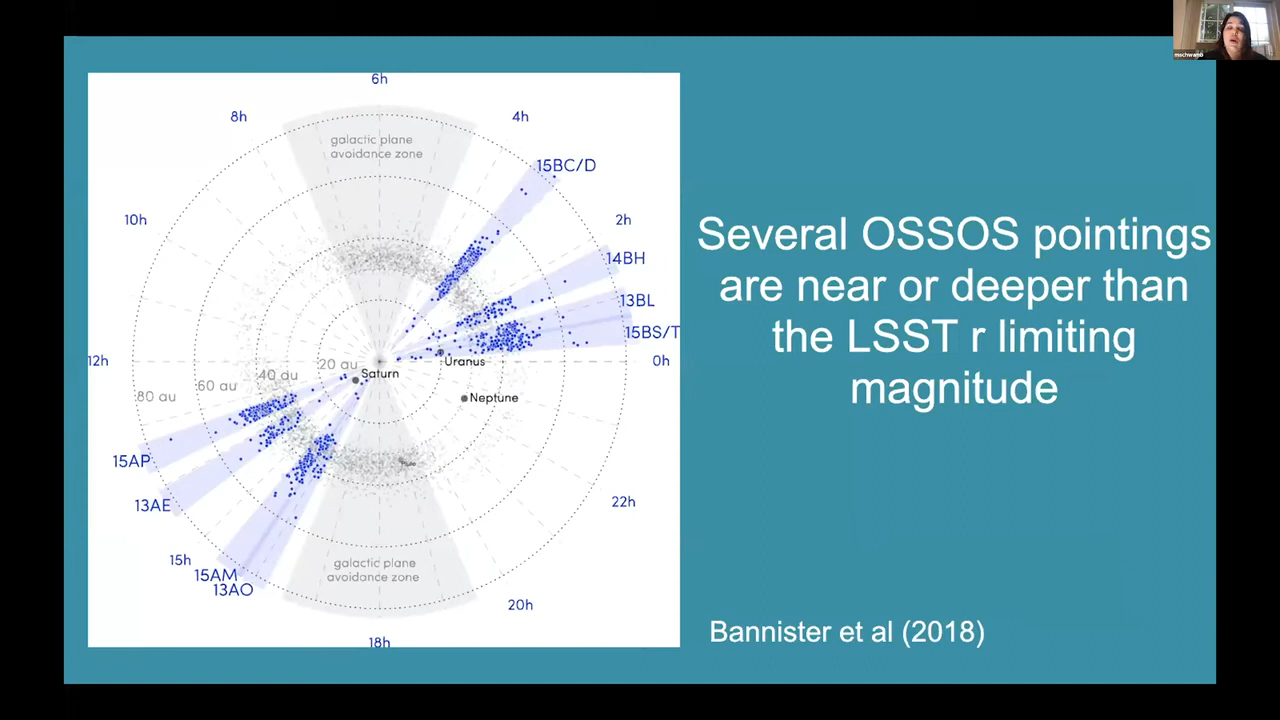 mschwamb
6h
8h
4h
galactic plane
avoidance zone
15BC/D
10h
2h
14BH
13BL
15BS/T
12h
0h
20 au
Uranus
Saturn
40 au
60 au
80 au
Neptune
15AP
Pluto
13AE
22h
15h
15AM
13AO
galactic plane
avoidance zone
20h
18h
Several OSSOS pointings
are near or deeper than
the LSST r limiting
magnitude
Bannister et al (2018)